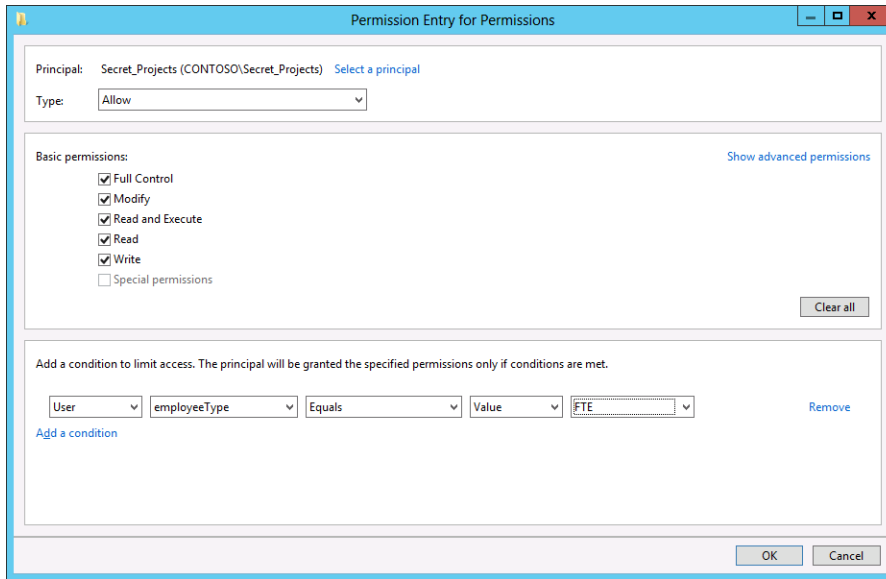 Permission Entry for Permissions
Principal: Secret_Projects (CONTOSO\Secret_Projects) Select a principal
Type: Allow
Basic permissions: Show advanced permissions
Full Control
Modify
Read and Execute
Read
Write
Special permissions
Clear all
Add a condition to limit access. The principal will be granted the specified permissions only if conditions are met.
User employeeType Equals Value FTE Remove
Add a condition
OK Cancel